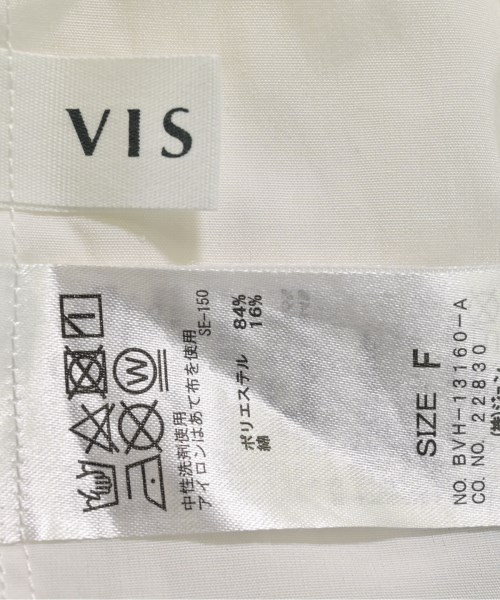 VIS
W
中性洗剤使用
アイロンはあて布を使用
SE-150
ポリエステル 84%
綿 16%
SIZE F
NO. BVH-13160-A
CO. NO. 22830